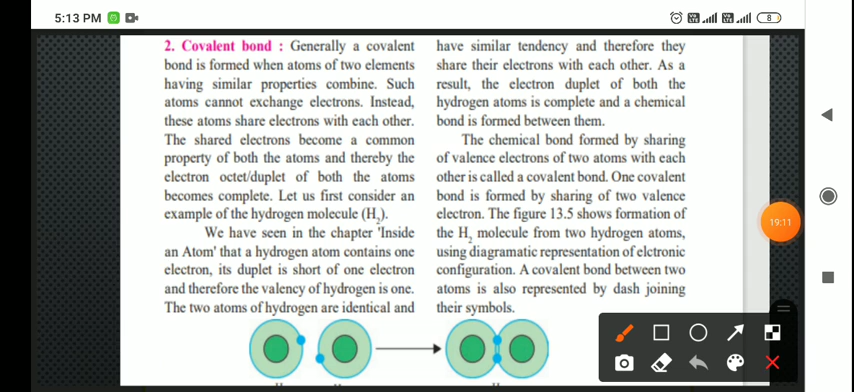 5:13 PM
8
2. Covalent bond : Generally a covalent
bond is formed when atoms of two elements
having similar properties combine. Such
atoms cannot exchange electrons. Instead,
these atoms share electrons with each other.
The shared electrons become a common
property of both the atoms and thereby the
electron octet/duplet of both the atoms
becomes complete. Let us first consider an
example of the hydrogen molecule (H₂).
We have seen in the chapter 'Inside
an Atom' that a hydrogen atom contains one
electron, its duplet is short of one electron
and therefore the valency of hydrogen is one.
The two atoms of hydrogen are identical and
have similar tendency and therefore they
share their electrons with each other. As a
result, the electron duplet of both the
hydrogen atoms is complete and a chemical
bond is formed between them.
The chemical bond formed by sharing
of valence electrons of two atoms with each
other is called a covalent bond. One covalent
bond is formed by sharing of two valence
electron. The figure 13.5 shows formation of
the H₂ molecule from two hydrogen atoms,
using diagramatic representation of elctronic
configuration. A covalent bond between two
atoms is also represented by dash joining
their symbols.
19:11